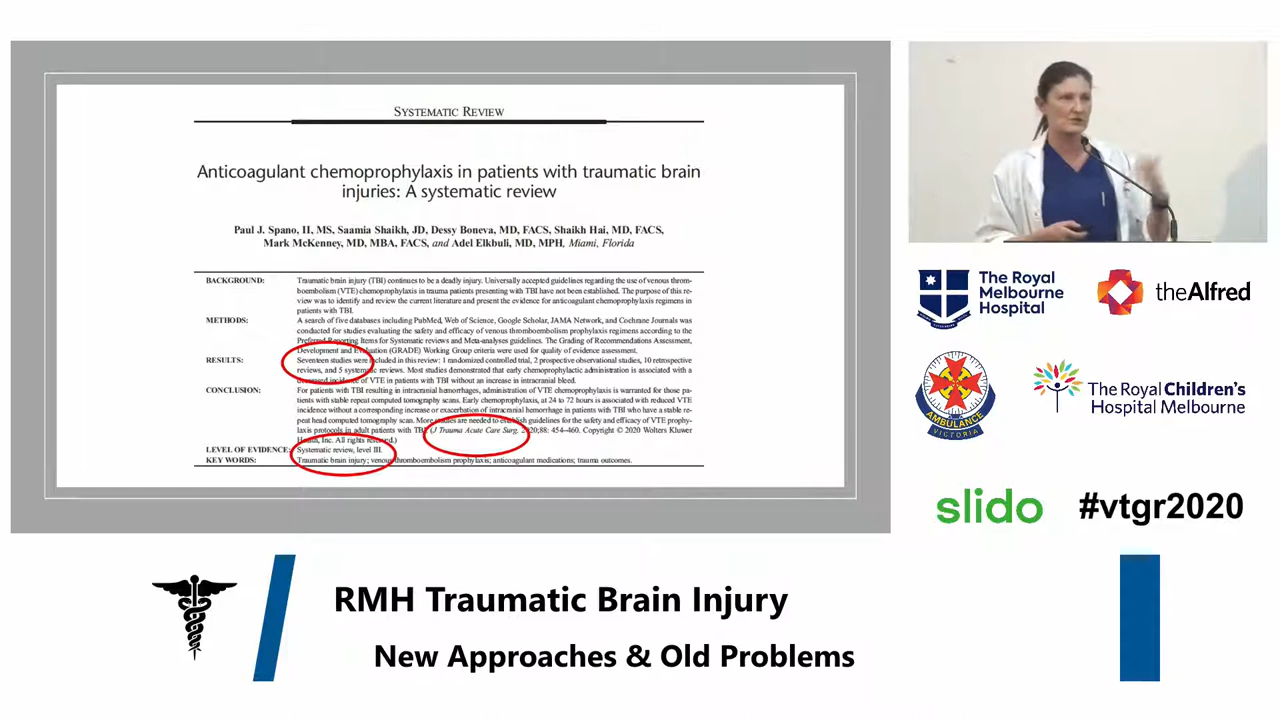 SYSTEMATIC REVIEW
Anticoagulant chemoprophylaxis in patients with traumatic brain
injuries: A systematic review
Paul J. Spano, II, MS, Saamia Shaikh, JD, Dessy Boneva, MD, FACS, Shaikh Hai, MD, FACS,
Mark McKenney, MD, MBA, FACS, and Adel Elkbuli, MD, MPH, Miami, Florida
BACKGROUND: Traumatic brain injury (TBI) continues to be a deadly injury. Universally accepted guidelines regarding the use of venous throm-
boembolism (VTE) chemoprophylaxis in trauma patients presenting with TBI have not been established. The purpose of this re-
view was to identify and review the current literature and present the evidence for anticoagulant chemoprophylaxis regimens in
patients with TBI.
METHODS: A search of five databases including PubMed, Web of Science, Google Scholar, JAMA Network, and Cochrane Journals was
conducted for studies evaluating the safety and efficacy of venous thromboembolism prophylaxis regimens according to the
Preferred Reporting Items for Systematic reviews and Meta-analyses guidelines. The Grading of Recommendations Assessment,
Development and Evaluation (GRADE) Working Group criteria were used for quality of evidence assessment.
RESULTS: Seventeen studies were included in this review: 1 randomized controlled trial, 2 prospective observational studies, 10 retrospective
reviews, and 5 systematic reviews. Most studies demonstrated that early chemoprophylactic administration is associated with a
decreased incidence of VTE in patients with TBI without an increase in intracranial bleed.
CONCLUSION: For patients with TBI resulting in intracranial hemorrhages, administration of VTE chemoprophylaxis is warranted for those pa-
tients with stable repeat computed tomography scans. Early chemoprophylaxis, at 24 to 72 hours is associated with reduced VTE
incidence without a corresponding increase or exacerbation of intracranial hemorrhage in patients with TBI who have a stable re-
peat head computed tomography scan. More studies are needed to establish guidelines for the safety and efficacy of VTE prophy-
laxis protocols in adult patients with TBI. (J Trauma Acute Care Surg. 2020;88: 454–460. Copyright © 2020 Wolters Kluwer
Health, Inc. All rights reserved.)
LEVEL OF EVIDENCE: Systematic review, level III.
KEY WORDS: Traumatic brain injury; venous thromboembolism prophylaxis; anticoagulant medications; trauma outcomes.
The Royal
Melbourne
Hospital
theAlfred
AMBULANCE
VICTORIA
The Royal Children's
Hospital Melbourne
slido
#vtgr2020
RMH Traumatic Brain Injury
New Approaches & Old Problems